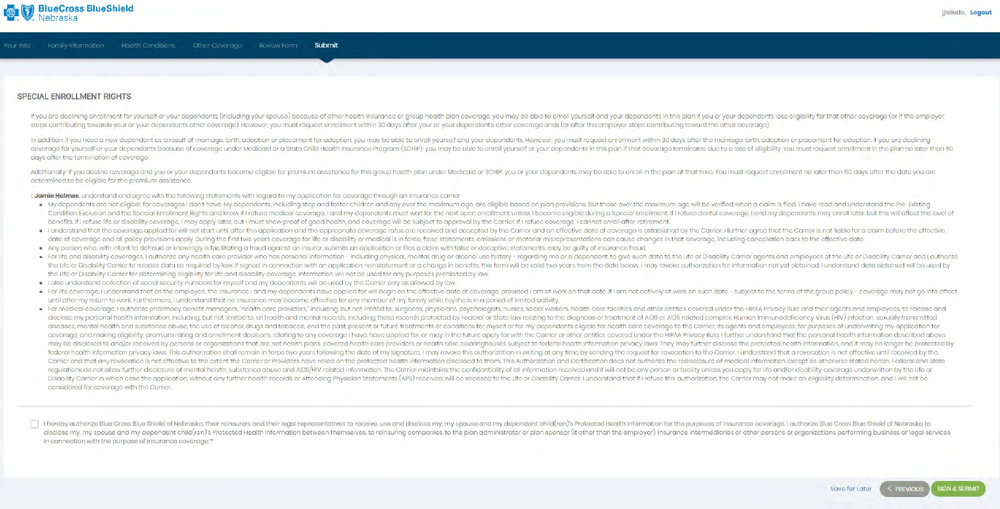 BlueCross BlueShield
Nebraska
jjtoledo, Logout
Your Info Family Information Health Conditions Other Coverage Review Form Submit
SPECIAL ENROLLMENT RIGHTS
If you are declining enrollment for yourself or your dependents (including your spouse) because of other health insurance or group health plan coverage, you may be able to enroll yourself and your dependents in this plan if you or your dependents lose eligibility for that other coverage (or if the employer
stops contributing towards your or your dependents other coverage). However, you must request enrollment within 30 days after your or your dependent's other coverage ends (or after the employer stops contributing toward the other coverage).
In addition, if you have a new dependent as a result of marriage, birth, adoption or placement for adoption, you may be able to enroll yourself and your dependents. However, you must request enrollment within 30 days after the marriage, birth, adoption or placement for adoption. If you are declining
coverage for yourself or your dependents because of coverage under Medicaid or a State Child Health Insurance Program (SCHIP), you may be able to enroll yourself or your dependents in this plan if that coverage terminates due to a loss of eligibility. You must request enrollment in the plan no later than 60
days after the termination of coverage.
Additionally, if you decline coverage and you or your dependents become eligible for premium assistance for this group health plan under Medicaid or SCHIP, you or your dependents may be able to enroll in the plan at that time. You must request enrollment no later than 60 days after the date you are
determined to be eligible for the premium assistance.
I, Jamie Holmes, understand and agree with the following statements with regard to my application for coverage through an insurance carrier
• My dependents are not eligible for coverages I don't have. My dependents, including step and foster children and any over the maximum age, are eligible based on plan provisions, but those over the maximum age will be verified when a claim is filed. I have read and understand the Pre-Existing
Condition Exclusion and the Special Enrollment Rights and know if I refuse medical coverage, I and my dependents must wait for the next open enrollment unless I become eligible during a Special Enrollment. If I refuse dental coverage, I and my dependents may enroll later, but this will affect the level of
benefits. If I refuse life or disability coverage, I may apply later, but I must show proof of good health, and coverage will be subject to approval by the Carrier. If I refuse coverage, I cannot enroll after retirement.
• I understand that the coverage applied for will not start until after this application and the appropriate coverage rates are received and accepted by the Carrier and an effective date of coverage is established by the Carrier. I further agree that the Carrier is not liable for a claim before the effective
date of coverage and all policy provisions apply. During the first two years coverage for life or disability or medical is in force, false statements, omissions or material misrepresentations can cause changes in that coverage, including cancellation back to the effective date.
• Any person who, with intent to defraud or knowingly is facilitating a fraud against an insurer, submits an application or files a claim with false or deceptive statements, may be guilty of insurance fraud.
• For life and disability coverages, I authorize any health care provider who has personal information - including physical, mental, drug or alcohol use history - regarding me or a dependent, to give such data to the Life or Disability Carrier agents and employees of the Life or Disability Carrier and I authorize
the Life or Disability Carrier to release data as required by law. If signed in connection with an application, reinstatement or a change in benefits, this form will be valid two years from the date below. I may revoke authorization for information not yet obtained. I understand data obtained will be used by
the Life or Disability Carrier for determining eligibility for life and disability coverage. Information will not be used for any purposes prohibited by law.
• I also understand collection of social security numbers for myself and my dependents will be used by the Carrier only as allowed by law.
• For life coverage, I understand that as the employee, the insurance I and my dependents have applied for will begin on the effective date of coverage, provided I am at work on that date. If I am not actively at work on such date - subject to the terms of the group policy - coverage may not go into effect
until after my return to work. Furthermore, I understand that no insurance may become effective for any member of my family while he/she is in a period of limited activity.
• For medical coverage, I authorize pharmacy benefit managers, "health care providers," including, but not limited to, surgeons, physicians, psychologists, nurses, social workers, health care facilities and other entities covered under the HIPAA Privacy Rule and their agents and employees, to release and
disclose my personal health information, including, but not limited to, all health and mental records, including those records protected by Federal or State law relating to the diagnosis or treatment of AIDS or AIDS related complex, Human Immunodeficiency Virus (HIV) infection, sexually transmitted
diseases, mental health and substance abuse, the use of alcohol, drugs and tobacco, and the past, present or future treatments or conditions for myself or for my dependents eligible for health care coverage to the Carrier, its agents and employees, for purposes of underwriting my application for
coverage, and making eligibility, premium rating and enrollment decisions relating to any coverage I have, have applied for, or may in the future apply for with the Carrier or other entities covered under the HIPAA Privacy Rule. I further understand that the personal health information described above
may be disclosed to and/or received by persons or organizations that are not health plans, covered health care providers or health care clearinghouses subject to federal health information privacy laws. They may further disclose the protected health information, and it may no longer be protected by
federal health information privacy laws. This authorization shall remain in force two years following the date of my signature. I may revoke this authorization in writing at any time by sending the request for revocation to the Carrier. I understand that a revocation is not effective until received by the
Carrier and that any revocation is not effective to the extent the Carrier or Providers have relied on the protected health information disclosed to them. This Authorization and Certification does not authorize the redisclosure of medical information except as otherwise stated herein. Federal and State
regulations do not allow further disclosure of mental health, substance abuse and AIDS/HIV related information. The Carrier maintains the confidentiality of all information received and it will not be any person or facility unless you apply for life and/or disability coverage underwritten by the Life or
Disability Carrier in which case the application, without any further health records or Attending Physician Statements (APS) received, will be released to the Life or Disability Carrier. I understand that if I refuse this authorization, the Carrier may not make an eligibility determination, and I will not be
considered for coverage with the Carrier.
I hereby authorize Blue Cross Blue Shield of Nebraska, their reinsurers and their legal representatives to receive, use and disclose my, my spouse and my dependent child(ren)'s Protected Health Information for the purposes of insurance coverage. I authorize Blue Cross Blue Shield of Nebraska to
disclose my, my spouse and my dependent child(ren)'s Protected Health Information between themselves, to reinsuring companies, to the plan administrator or plan sponsor (if other than the employer), insurance intermediaries or other persons or organizations performing business or legal services
in connection with the purpose of insurance coverage:*
Save for Later < PREVIOUS SIGN & SUBMIT